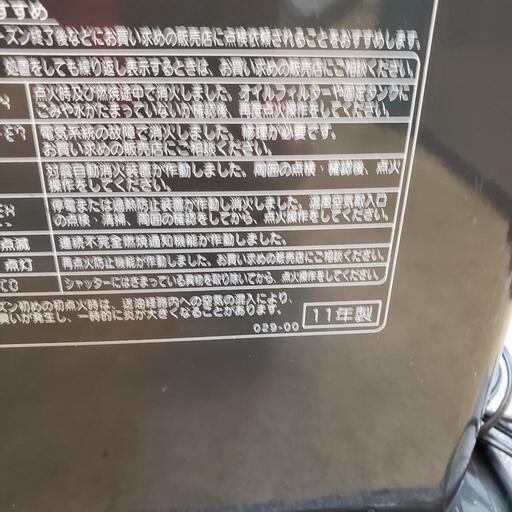 すすめ
ズン終了後などにお買い求めの販売店に点検依頼されることをおすすめします。
処置をしても繰り返し表示するときは、お買い求めの販売店にご相談ください。
点火時及び燃焼途中で消火しました。オイルフィルターや固定タンクに
ごみや水がたまっていないか確認後、再度点火操作をしてください。
電気系統の故障で消火しました。修理が必要です。
お買い求めの販売店にご相談ください。
対震自動消火装置が作動しました。周囲の点検・確認後、点火
操作をしてください。
停電または過熱防止装置が作動し消火しました。温風空気取入口
の点検・清掃、周囲の確認をしてから、点火操作をしてください。
点滅
連続不完全燃焼通知機能が作動しました。
点灯
再点火防止機能が作動しました。お買い求めの販売店にご相談ください。
シャッターにはさまっている異物を取り除いてから、点火操作をしてください。
ズン初めの初点火時は、送油経路内への空気の混入により、
臭いが発生し、一時的に炎が大きくなることがあります。
029-00
11年製